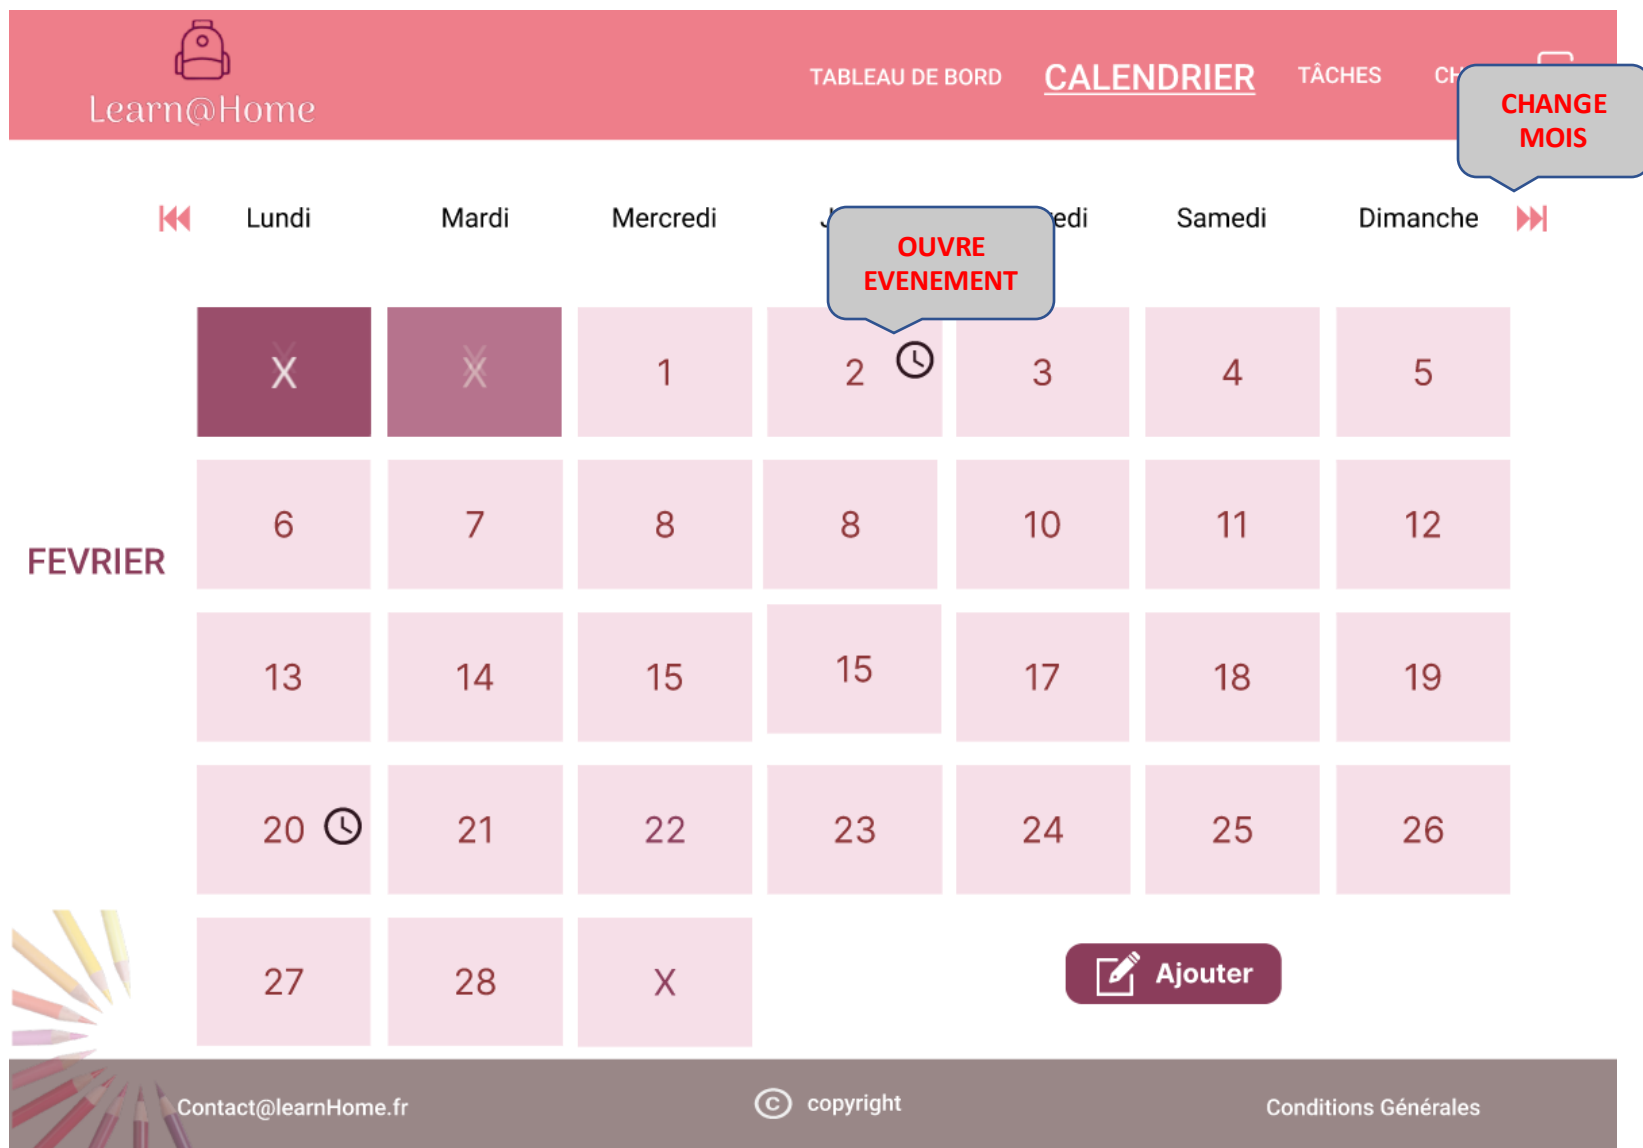 Learn@Home
TABLEAU DE BORD CALENDRIER TÂCHES
CHANGE
MOIS
Lundi Mardi Mercredi Samedi Dimanche
OUVRE
EVENEMENT
X X 1 2 3 4 5
6 7 8 8 10 11 12
FEVRIER
13 14 15 15 17 18 19
20 21 22 23 24 25 26
27 28 X
Ajouter
Contact@learnHome.fr © copyright Conditions Générales